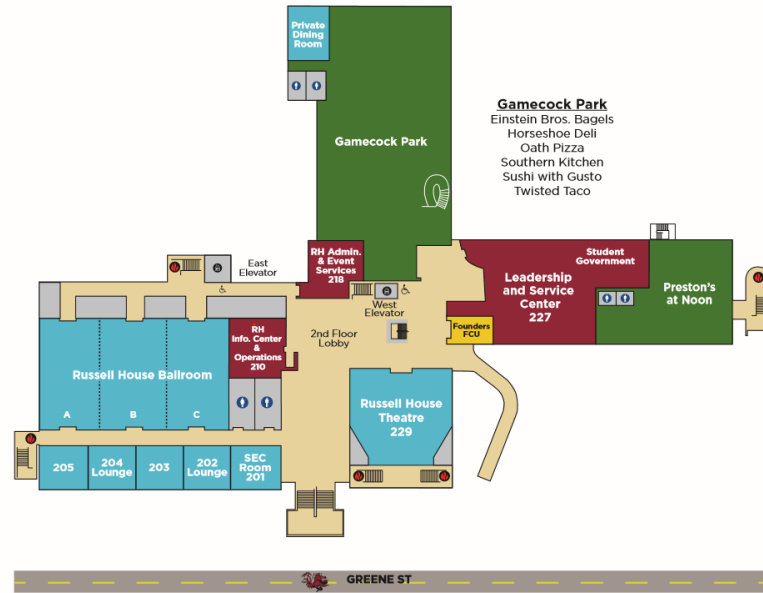 Private
Dining
Room
Gamecock Park
Gamecock Park
Einstein Bros. Bagels
Horseshoe Deli
Oath Pizza
Southern Kitchen
Sushi with Gusto
Twisted Taco
East
Elevator
RH Admin.
& Event
Services
218
West
Elevator
Student
Government
Leadership
and Service
Center
227
Preston's
at Noon
Founders
FCU
2nd Floor
Lobby
RH
Info. Center
&
Operations
210
Russell House Ballroom
A
B
C
Russell House
Theatre
229
205
204
Lounge
203
202
Lounge
SEC
Room
201
GREENE ST